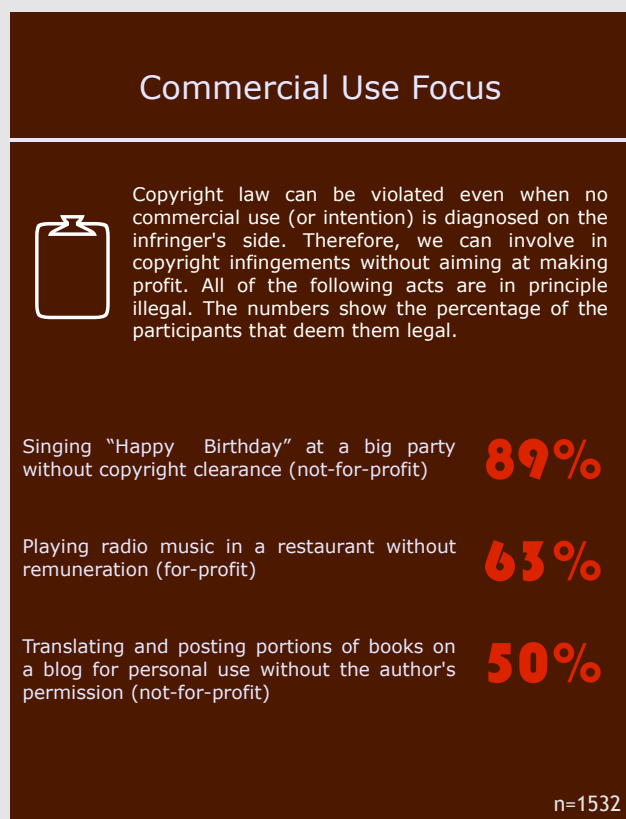 Commercial Use Focus
Copyright law can be violated even when no
commercial use (or intention) is diagnosed on the
infringer's side. Therefore, we can involve in
copyright infingements without aiming at making
profit. All of the following acts are in principle
illegal. The numbers show the percentage of the
participants that deem them legal.
Singing “Happy Birthday” at a big party
without copyright clearance (not-for-profit)
89%
Playing radio music in a restaurant without
remuneration (for-profit)
63%
Translating and posting portions of books on
a blog for personal use without the author's
permission (not-for-profit)
50%
n=1532